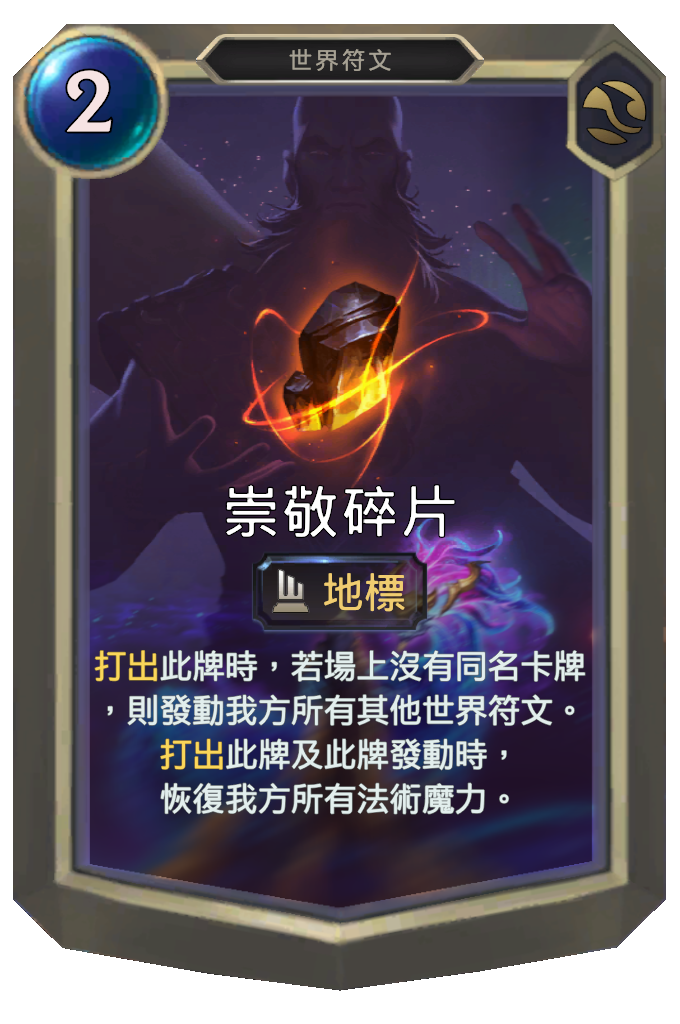 世界符文
2
崇敬碎片
地標
打出此牌時，若場上沒有同名卡牌
，則發動我方所有其他世界符文。
打出此牌及此牌發動時，
恢復我方所有法術魔力。